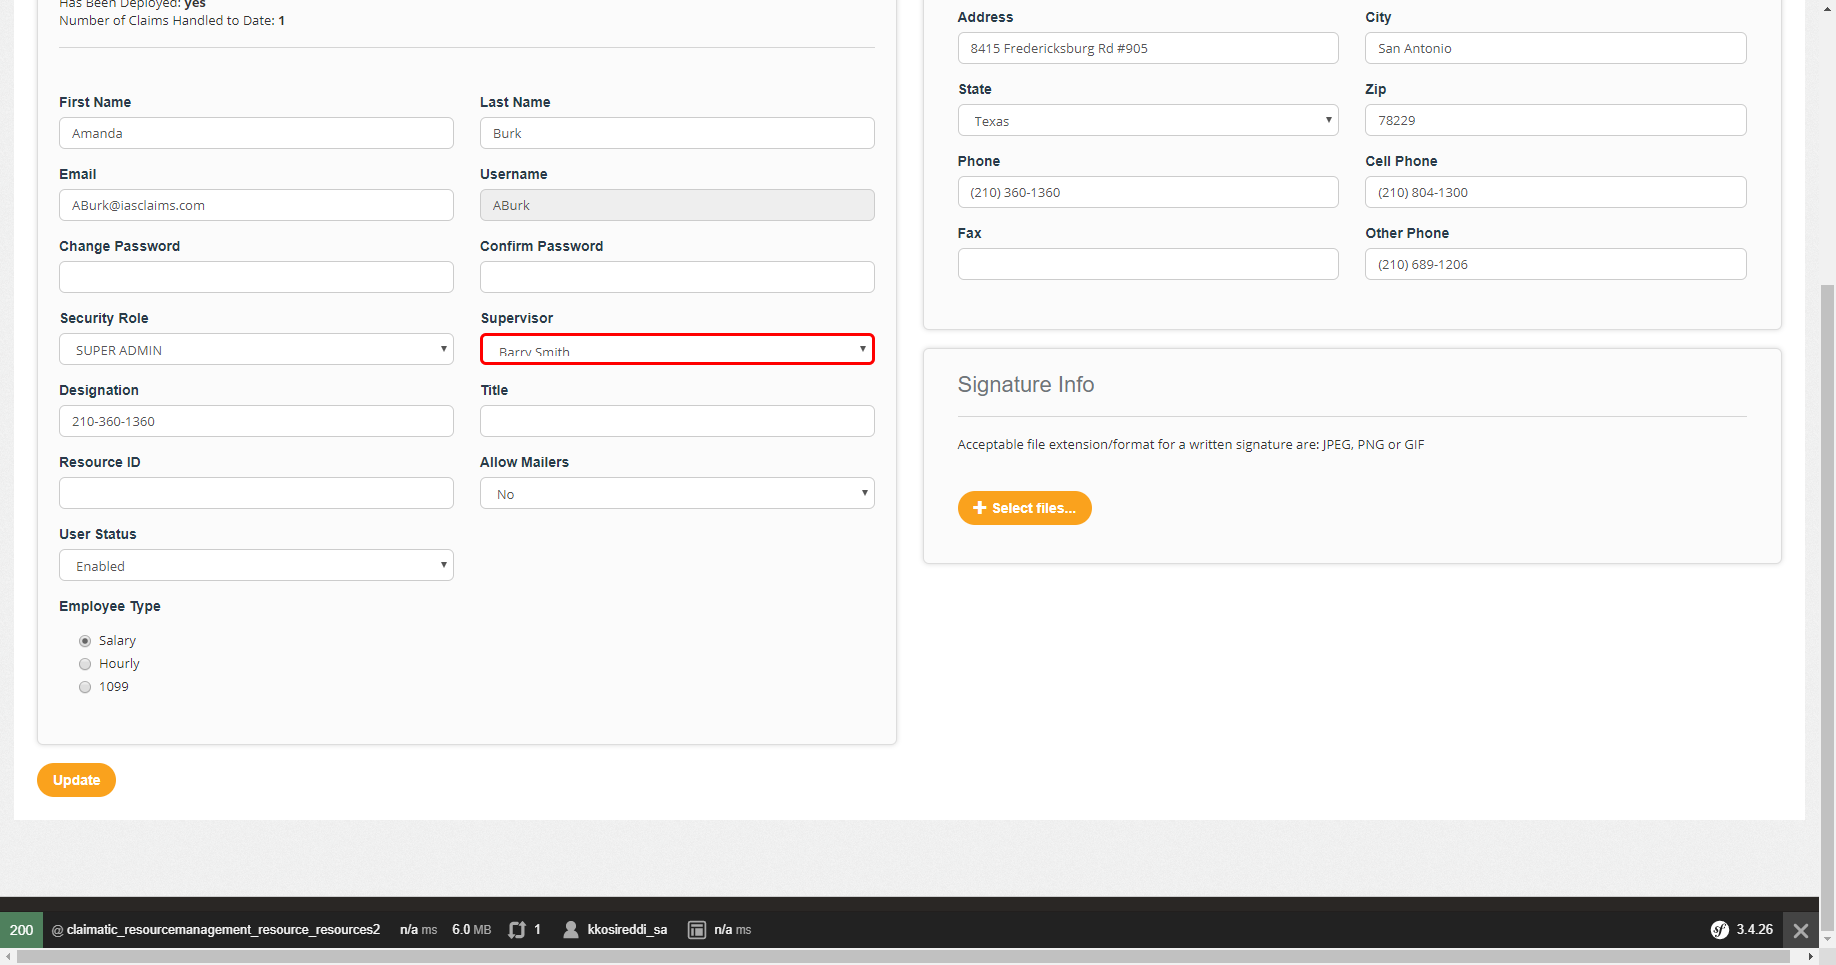 Has Been Deployed: yes
Number of Claims Handled to Date: 1
First Name
Last Name
Amanda
Burk
Email
Username
ABurk@iasclaims.com
ABurk
Change Password
Confirm Password
Security Role
Supervisor
SUPER ADMIN
Barry Smith
Designation
Title
210-360-1360
Resource ID
Allow Mailers
No
User Status
Enabled
Employee Type
Salary
Hourly
1099
Update
Address
City
8415 Fredericksburg Rd #905
San Antonio
State
Zip
Texas
78229
Phone
Cell Phone
(210) 360-1360
(210) 804-1300
Fax
Other Phone
(210) 689-1206
Signature Info
Acceptable file extension/format for a written signature are: JPEG, PNG or GIF
Select files...
200 @ claimatic_resourcemanagement_resource_resources2 n/a ms 6.0 MB 1 kkosireddi_sa n/a ms sf 3.4.26